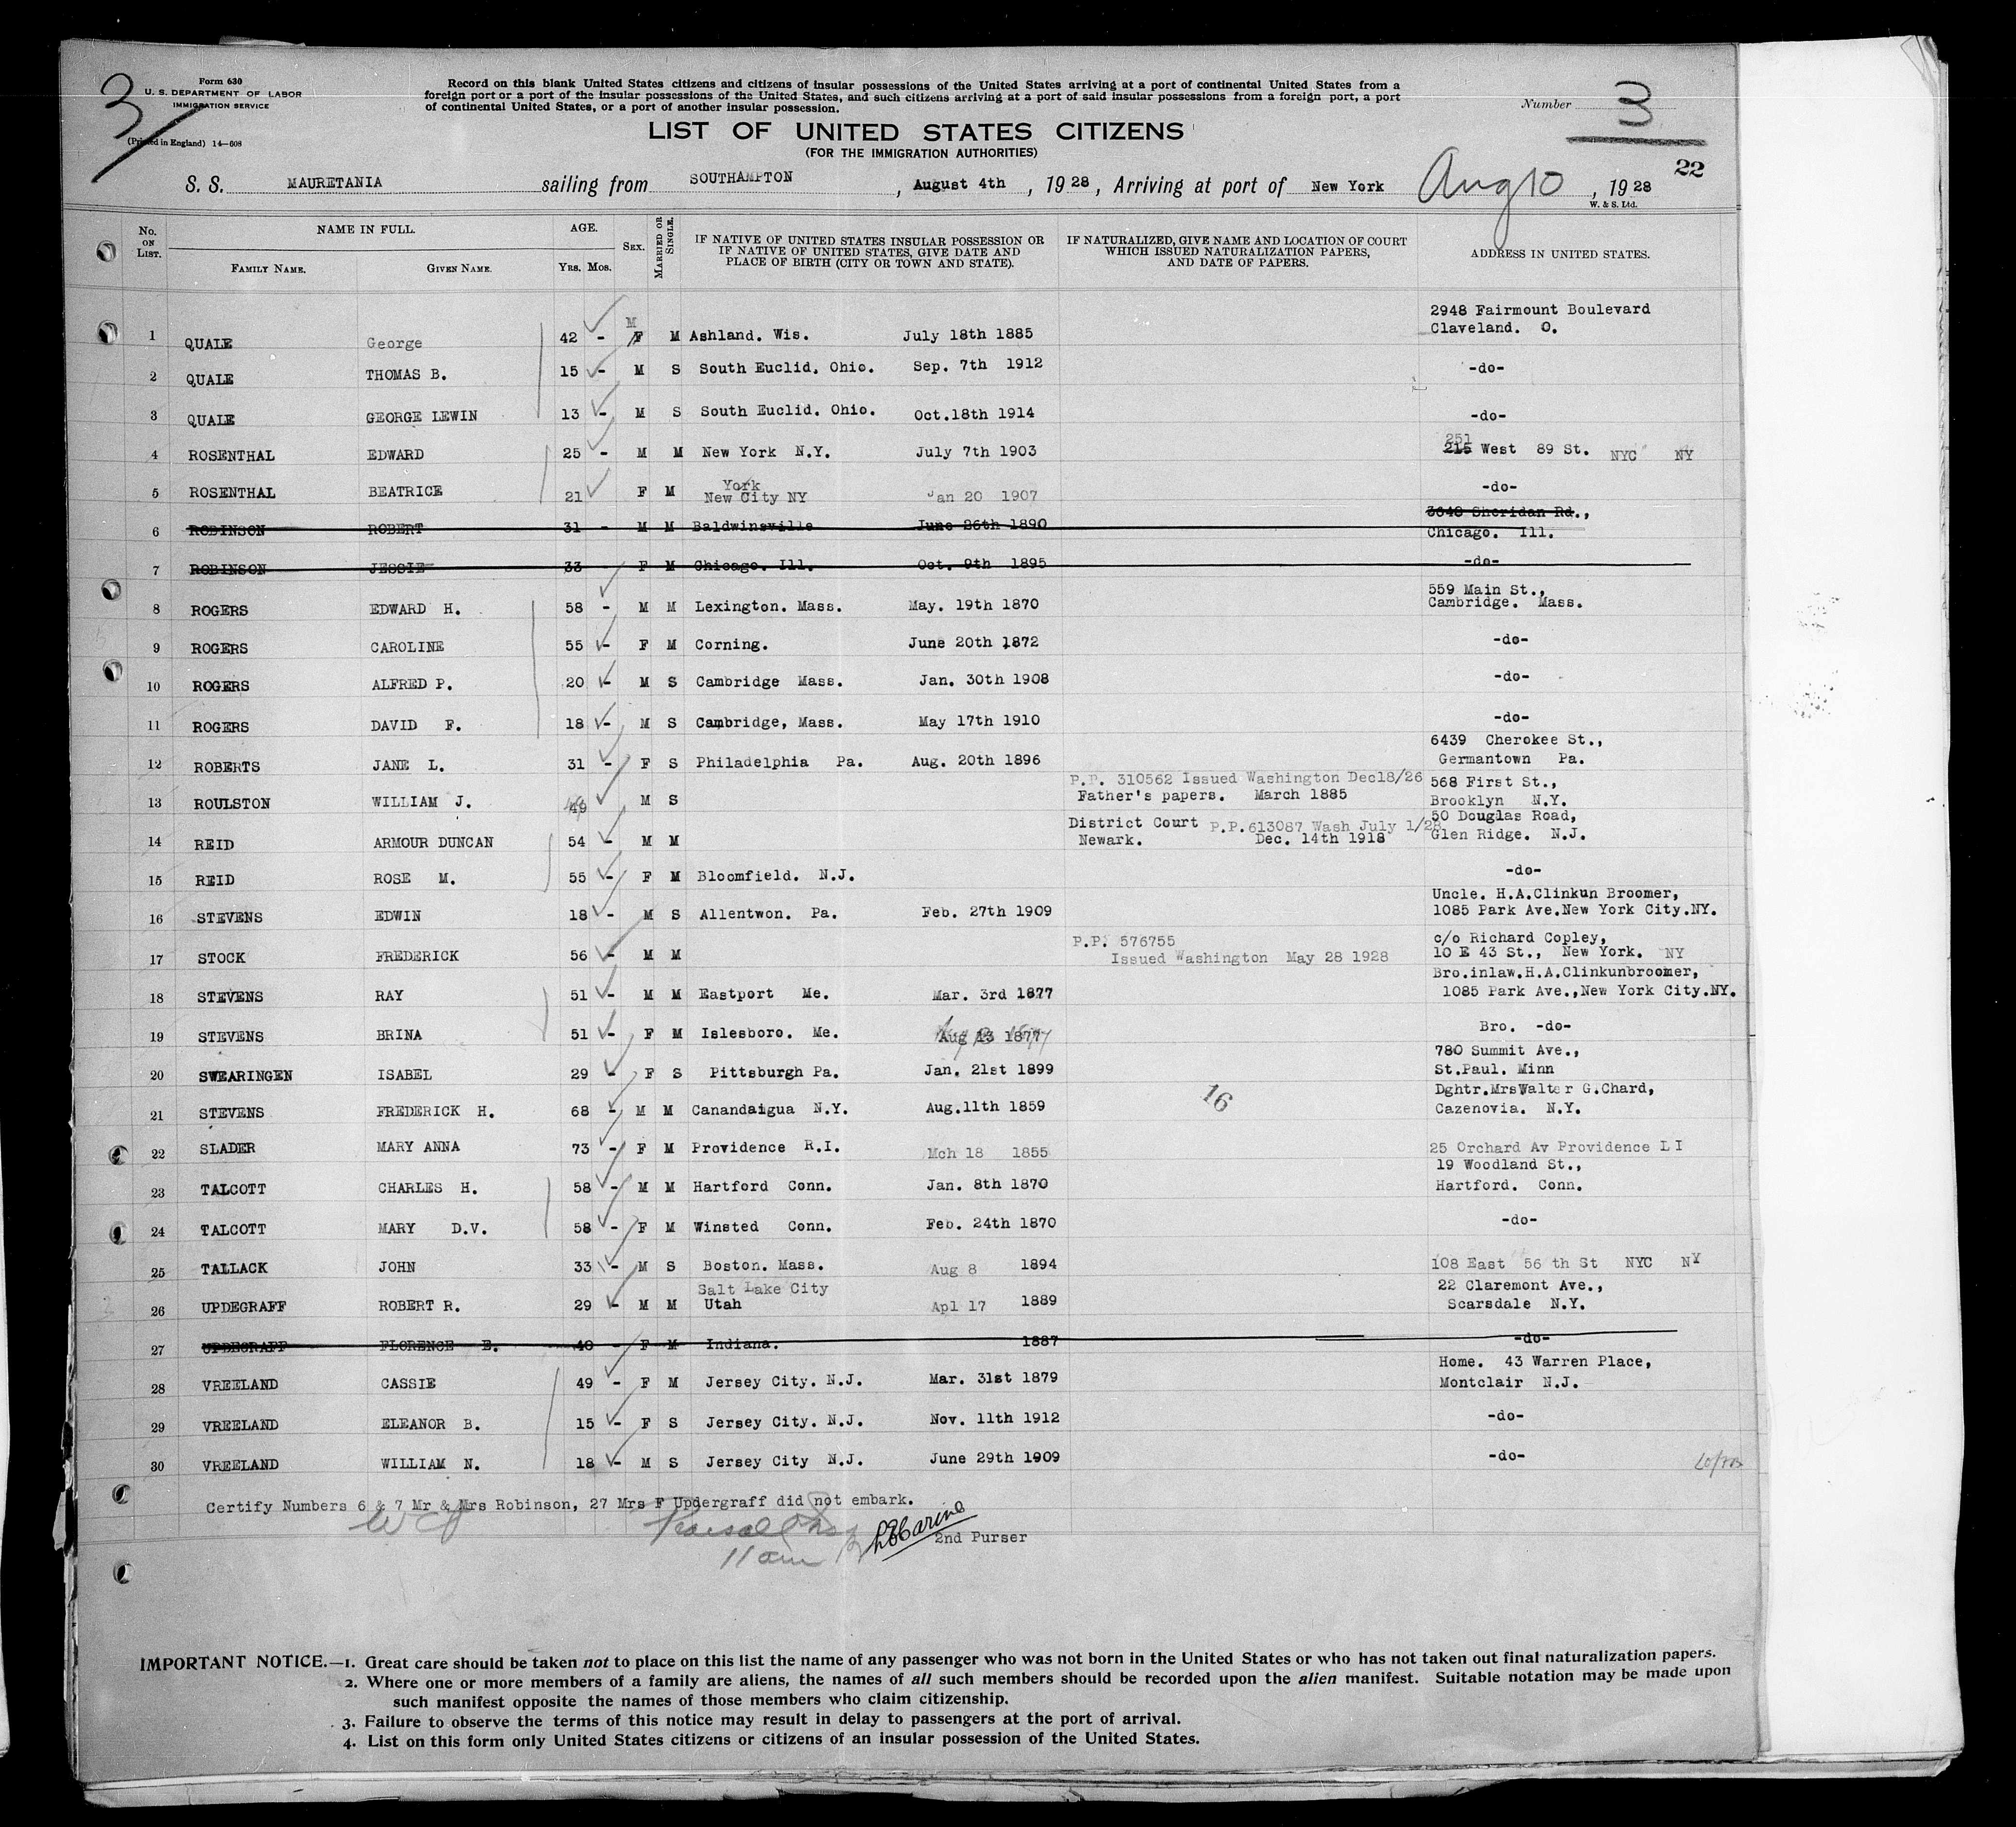 3
Form 630
U. S. DEPARTMENT OF LABOR
IMMIGRATION SERVICE
(Printed in England) 14—608
Record on this blank United States citizens and citizens of insular possessions of the United States arriving at a port of continental United States from a
foreign port or a port of the insular possessions of the United States, and such citizens arriving at a port of said insular possessions from a foreign port, a port
of continental United States, or a port of another insular possession.
Number 3
LIST OF UNITED STATES CITIZENS
(FOR THE IMMIGRATION AUTHORITIES)
22
S. S. MAURETANIA sailing from SOUTHAMPTON, August 4th, 1928, Arriving at port of New York Aug 10, 1928
W. & S. Ltd.
No. ON LIST. NAME IN FULL. FAMILY NAME. GIVEN NAME. AGE. YRS. MOS. SEX. MARRIED OR SINGLE. IF NATIVE OF UNITED STATES INSULAR POSSESSION OR IF NATIVE OF UNITED STATES, GIVE DATE AND PLACE OF BIRTH (CITY OR TOWN AND STATE). IF NATURALIZED, GIVE NAME AND LOCATION OF COURT WHICH ISSUED NATURALIZATION PAPERS, AND DATE OF PAPERS. ADDRESS IN UNITED STATES.
1 QUALE George 42 - M F M Ashland. Wis. July 18th 1885 2948 Fairmount Boulevard Claveland. O.
2 QUALE THOMAS B. 15 - M S South Euclid. Ohio. Sep. 7th 1912 -do-
3 QUALE GEORGE LEWIN 13 - M S South Euclid. Ohio. Oct.18th 1914 -do-
4 ROSENTHAL EDWARD 25 - M M New York N.Y. July 7th 1903 251 215 West 89 St. NYC NY
5 ROSENTHAL BEATRICE 21 F M New York City NY Jan 20 1907 -do-
6 ROBINSON ROBERT 31 - M M Baldwinsville June 26th 1890 3648 Sheridan Rd., Chicago. Ill.
7 ROBINSON JESSIE 33 - F M Chicago. Ill. Oct. 9th 1895 -do-
8 ROGERS EDWARD H. 58 - M M Lexington. Mass. May. 19th 1870 559 Main St., Cambridge. Mass.
9 ROGERS CAROLINE 55 - F M Corning. June 20th 1872 -do-
10 ROGERS ALFRED P. 20 - M S Cambridge Mass. Jan. 30th 1908 -do-
11 ROGERS DAVID F. 18 - M S Cambridge, Mass. May 17th 1910 -do-
12 ROBERTS JANE L. 31 - F S Philadelphia Pa. Aug. 20th 1896 6439 Cherokee St., Germantown Pa.
13 ROULSTON WILLIAM J. 49 M S P.P. 310562 Issued Washington Dec18/26 Father's papers. March 1885 568 First St., Brooklyn N.Y.
14 REID ARMOUR DUNCAN 54 - M M District Court P.P.613087 Wash July 1/28 Newark. Dec. 14th 1918 50 Douglas Road, Glen Ridge. N.J.
15 REID ROSE M. 55 - F M Bloomfield. N.J. -do-
16 STEVENS EDWIN 18 - M S Allentwon. Pa. Feb. 27th 1909 Uncle. H.A.Clinkun Broomer, 1085 Park Ave.New York City.NY.
17 STOCK FREDERICK 56 - M M P.P. 576755 Issued Washington May 28 1928 c/o Richard Copley, 10 E 43 St., New York. NY
18 STEVENS RAY 51 - M M Eastport Me. Mar. 3rd 1877 Bro.inlaw.H.A.Clinkunbroomer, 1085 Park Ave.,New York City.NY.
19 STEVENS BRINA 51 - F M Islesboro. Me. Aug 13 1877 Bro. -do-
20 SWEARINGEN ISABEL 29 - F S Pittsburgh Pa. Jan. 21st 1899 780 Summit Ave., St.Paul. Minn
21 STEVENS FREDERICK H. 68 - M M Canandaigua N.Y. Aug.11th 1859 16 Dghtr.MrsWalter G.Chard, Cazenovia. N.Y.
22 SLADER MARY ANNA 73 - F M Providence R.I. Mch 18 1855 25 Orchard Av Providence L I
23 TALCOTT CHARLES H. 58 - M M Hartford Conn. Jan. 8th 1870 19 Woodland St., Hartford. Conn.
24 TALCOTT MARY D.V. 58 - F M Winsted Conn. Feb. 24th 1870 -do-
25 TALLACK JOHN 33 - M S Boston. Mass. Aug 8 1894 108 East 56 th St NYC NY
26 UPDEGRAFF ROBERT R. 29 - M M Salt Lake City Utah Apl 17 1889 22 Claremont Ave., Scarsdale N.Y.
27 UPDEGRAFF FLORENCE E. 40 - F M Indiana. 1887 -do-
28 VREELAND CASSIE 49 - F M Jersey City. N.J. Mar. 31st 1879 Home. 43 Warren Place, Montclair N.J.
29 VREELAND ELEANOR B. 15 - F S Jersey City. N.J. Nov. 11th 1912 -do-
30 VREELAND WILLIAM N. 18 - M S Jersey City N.J. June 29th 1909 -do-
Certify Numbers 6 & 7 Mr & Mrs Robinson, 27 Mrs F Updergraff did not embark.
2nd Purser
11 am
IMPORTANT NOTICE.—1. Great care should be taken not to place on this list the name of any passenger who was not born in the United States or who has not taken out final naturalization papers.
2. Where one or more members of a family are aliens, the names of all such members should be recorded upon the alien manifest. Suitable notation may be made upon
such manifest opposite the names of those members who claim citizenship.
3. Failure to observe the terms of this notice may result in delay to passengers at the port of arrival.
4. List on this form only United States citizens or citizens of an insular possession of the United States.